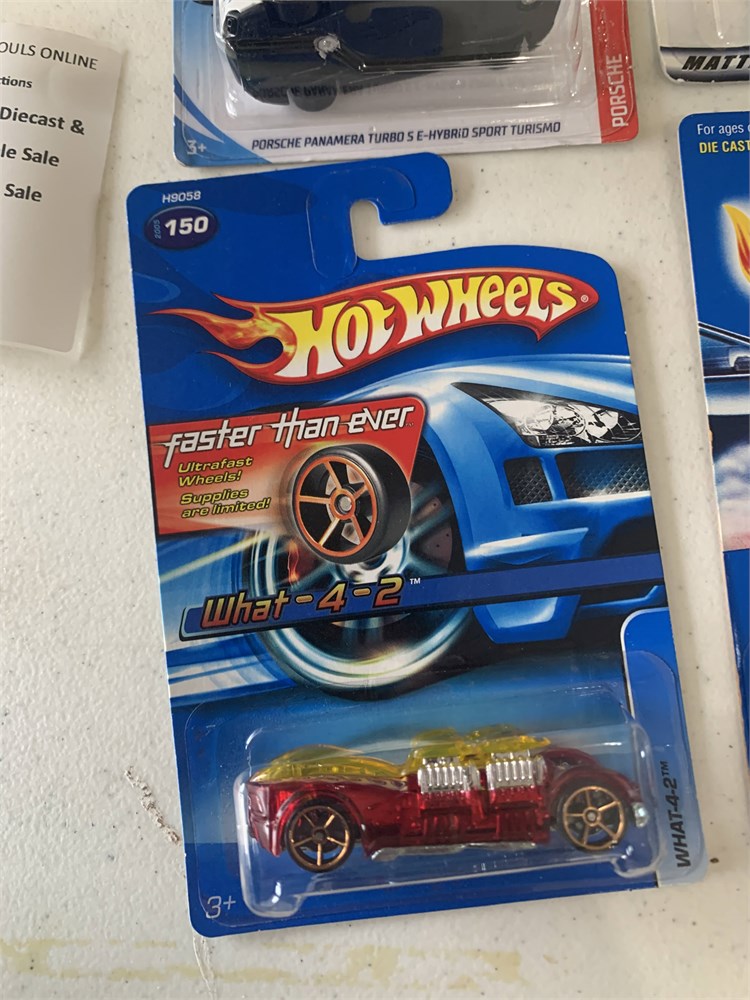 OULS ONLINE
ctions
Diecast &
le Sale
Sale
3+
PORSCHE PANAMERA TURBO S E-HYBRID SPORT TURISMO
PORSCHE
MATT
For ages
DIE CAST
H9058
2005
150
HOT WHEELS®
faster than ever™
Ultrafast
Wheels!
Supplies
are limited!
What-4-2™
WHAT-4-2™
3+